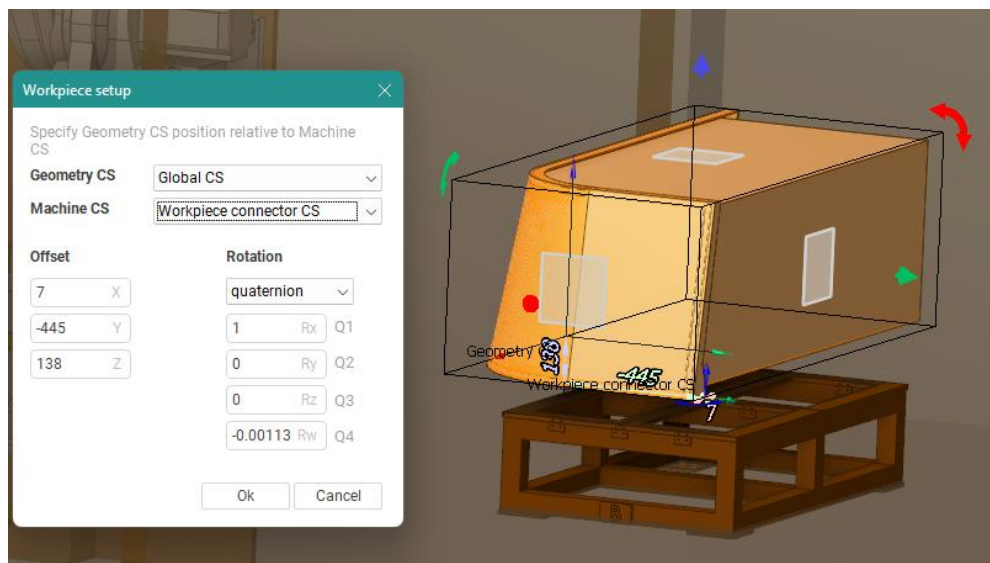 Workpiece setup
Specify Geometry CS position relative to Machine
CS
Geometry CS
Global CS
Machine CS
Workpiece connector CS
Offset
Rotation
7 X
quaternion
-445 Y
1 Rx Q1
138 Z
0 Ry Q2
0 Rz Q3
-0.00113 Rw Q4
Ok
Cancel
Geometry
138
-445
Workpiece connector CS
7